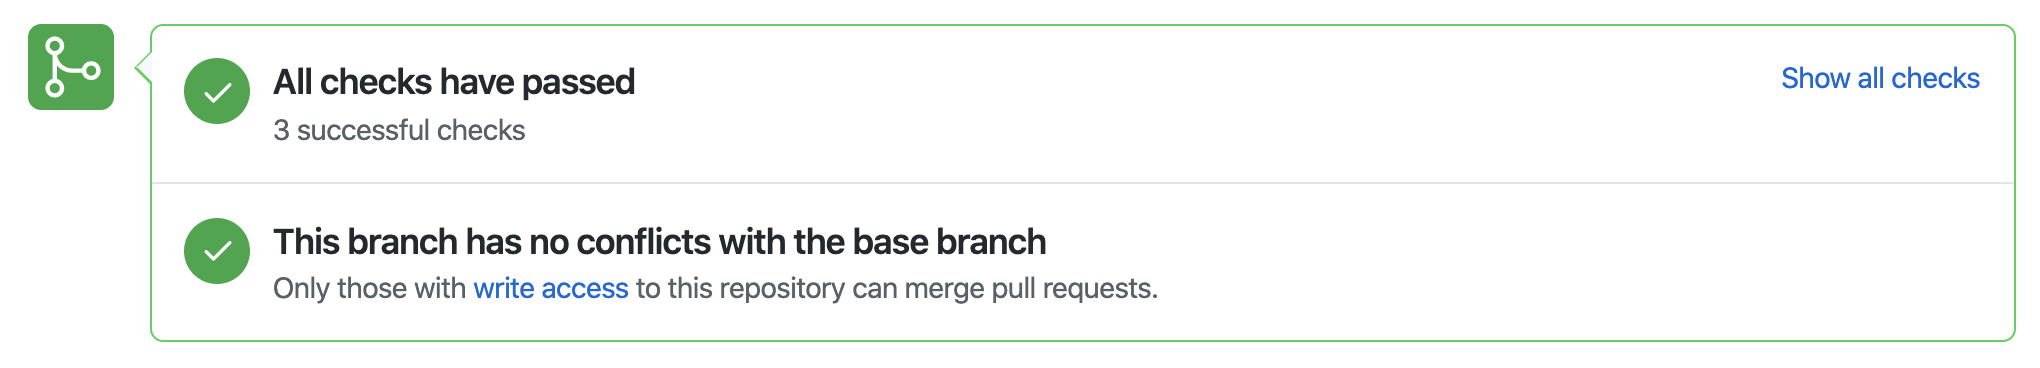 All checks have passed
Show all checks
3 successful checks
This branch has no conflicts with the base branch
Only those with write access to this repository can merge pull requests.